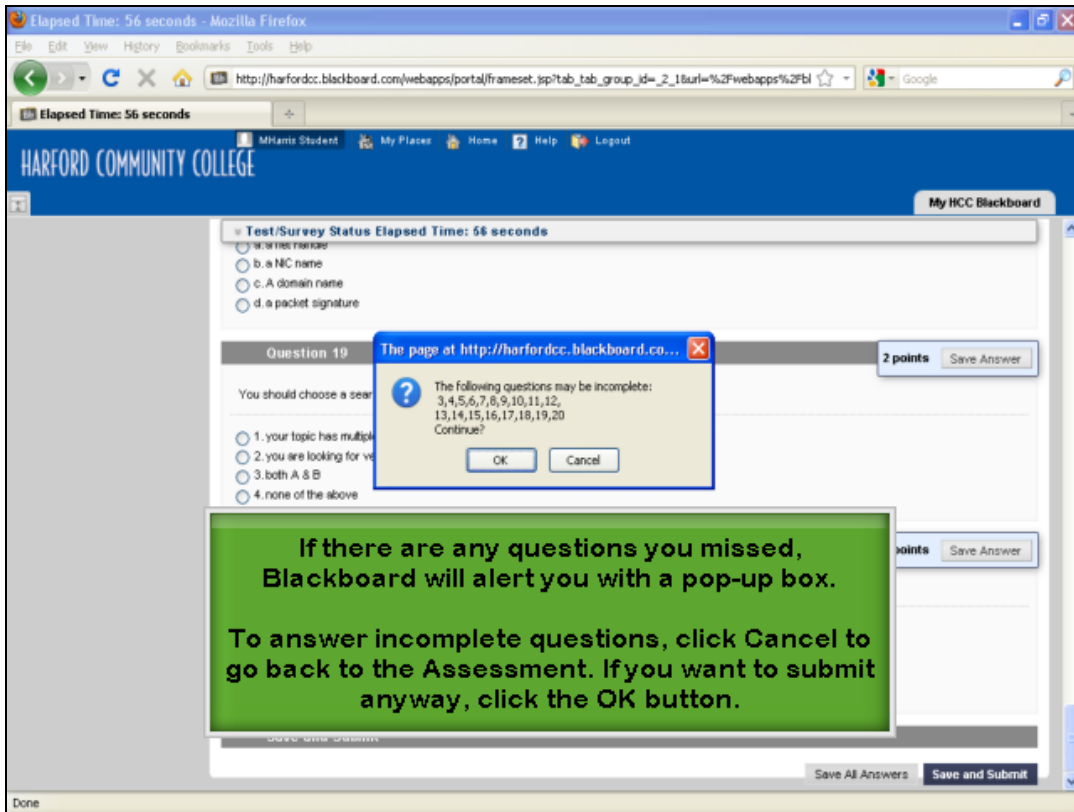 Elapsed Time: 56 seconds - Mozilla Firefox
File Edit View History Bookmarks Tools Help
http://harfordcc.blackboard.com/webapps/portal/frameset.jsp?tab_tab_group_id=_2_1&url=%2Fwebapps%2Fbl
Google
Elapsed Time: 56 seconds
MHarris Student My Places Home Help Logout
HARFORD COMMUNITY COLLEGE
My HCC Blackboard
Test/Survey Status Elapsed Time: 56 seconds
b. a NIC name
c. A domain name
d. a packet signature
Question 19
2 points Save Answer
You should choose a sear
1. your topic has multiple
2. you are looking for ve
3. both A & B
4. none of the above
The page at http://harfordcc.blackboard.co...
The following questions may be incomplete:
3,4,5,6,7,8,9,10,11,12,
13,14,15,16,17,18,19,20
Continue?
OK Cancel
points Save Answer
If there are any questions you missed,
Blackboard will alert you with a pop-up box.
To answer incomplete questions, click Cancel to
go back to the Assessment. If you want to submit
anyway, click the OK button.
Save and Submit
Save All Answers Save and Submit
Done